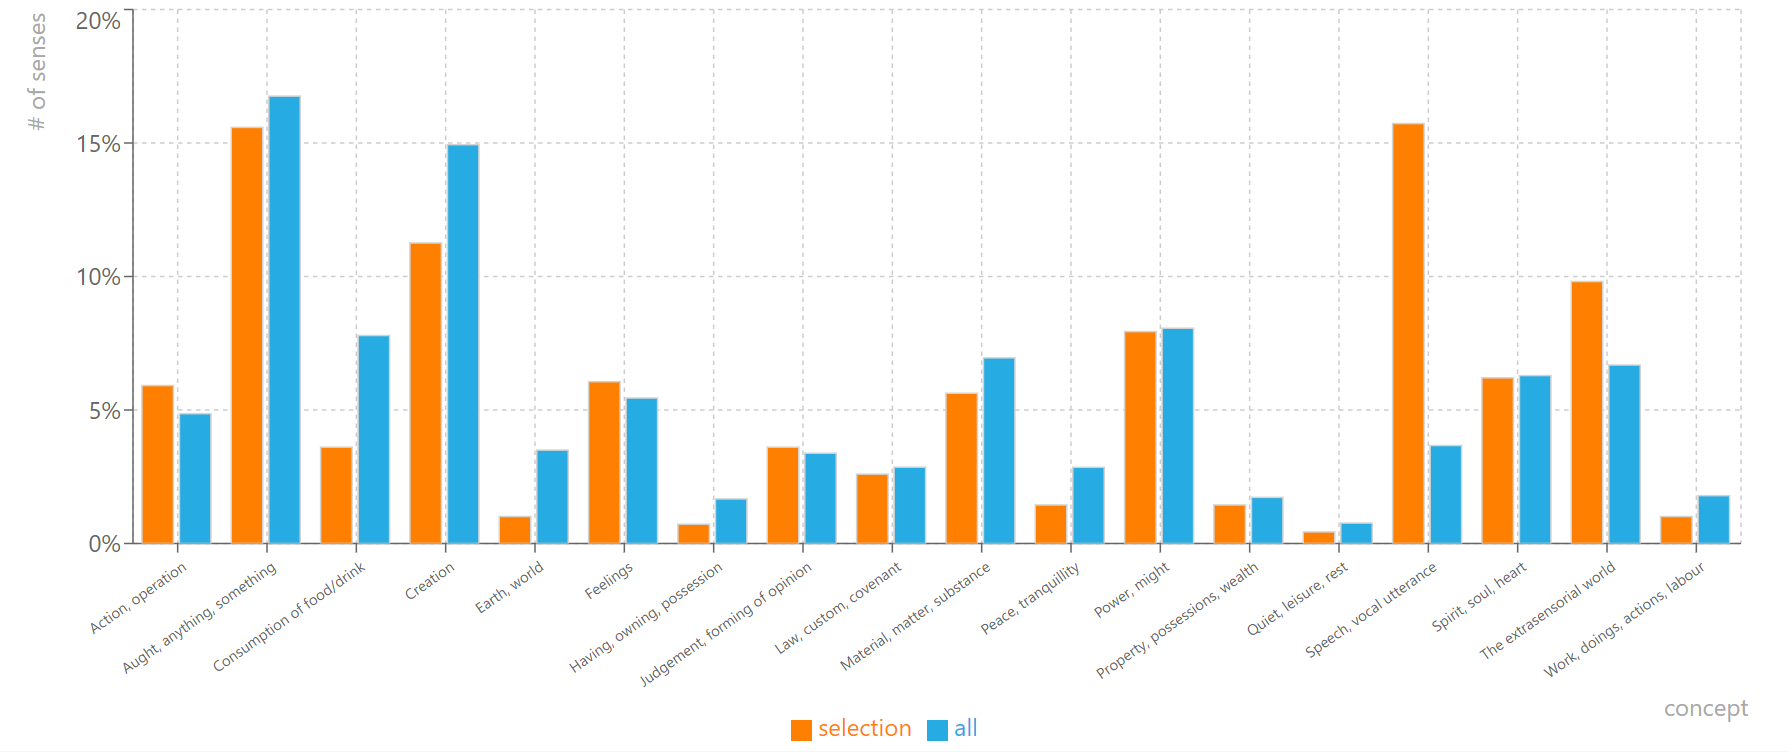 # of senses
20%
15%
10%
5%
0%
Action, operation
Aught, anything, something
Consumption of food/drink
Creation
Earth, world
Feelings
Having, owning, possession
Judgement, forming of opinion
Law, custom, covenant
Material, matter, substance
Peace, tranquillity
Power, might
Property, possessions, wealth
Quiet, leisure, rest
Speech, vocal utterance
Spirit, soul, heart
The extrasensorial world
Work, doings, actions, labour
concept
selection all